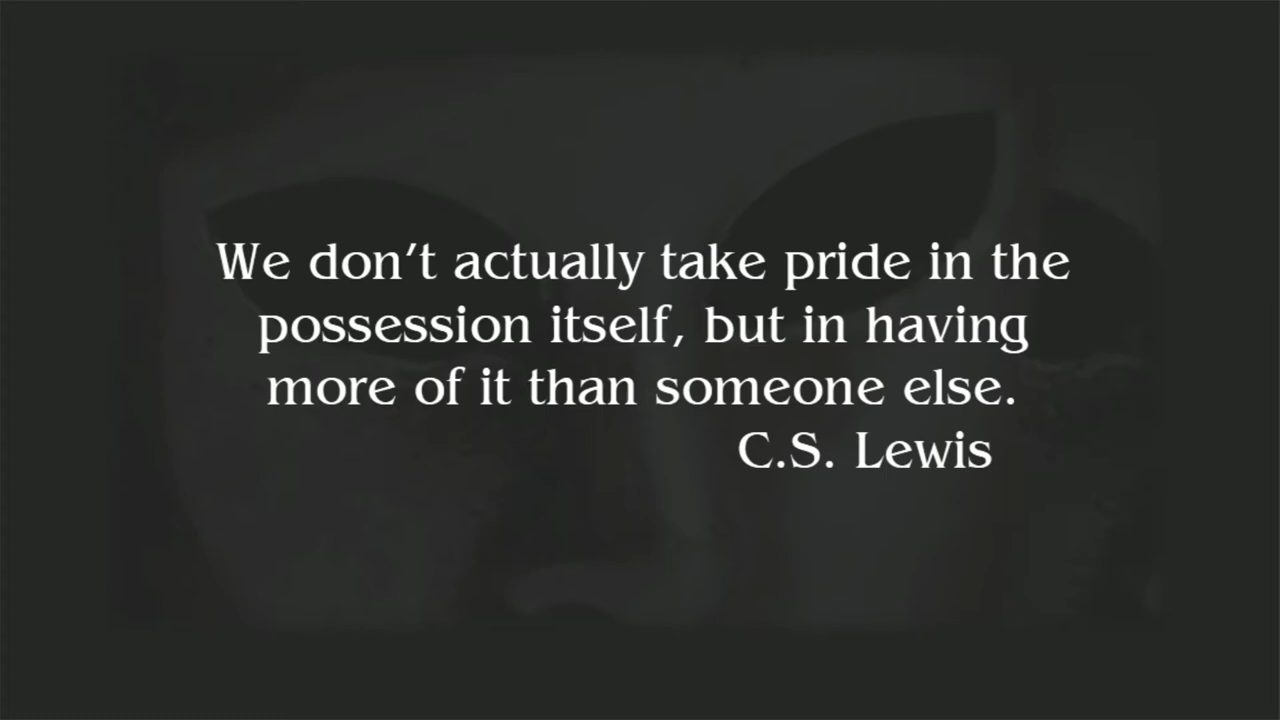 We don't actually take pride in the
possession itself, but in having
more of it than someone else.
C.S. Lewis